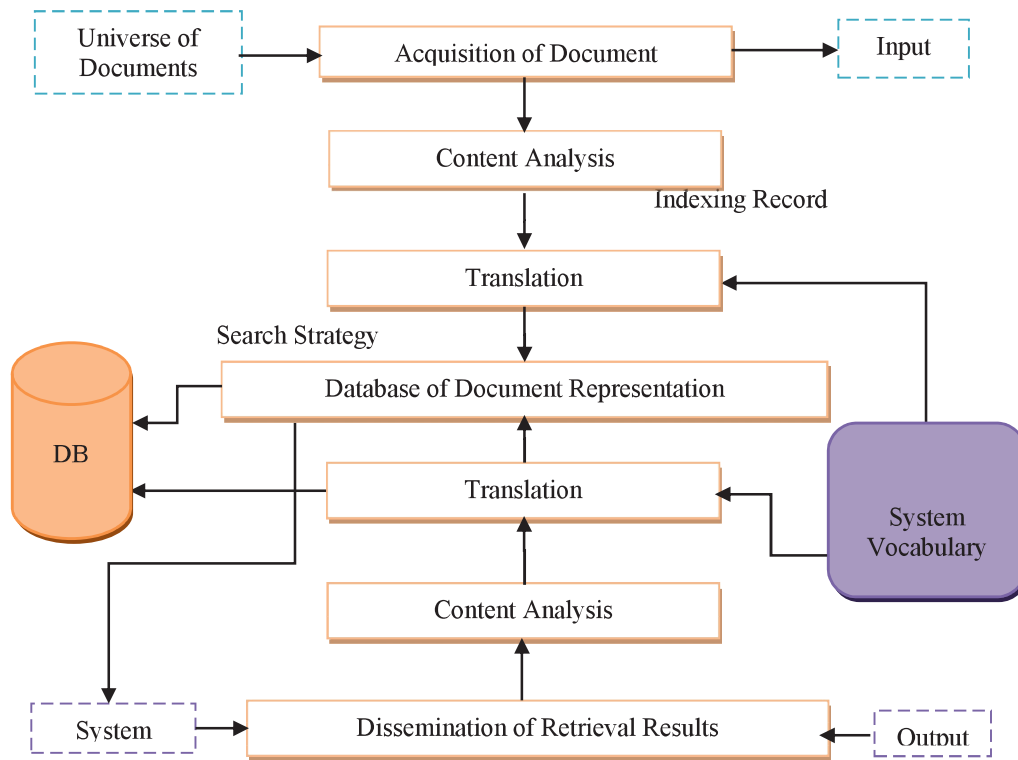 Universe of
Documents
Acquisition of Document
Input
Content Analysis
Indexing Record
Translation
Search Strategy
Database of Document Representation
DB
Translation
System
Vocabulary
Content Analysis
System
Dissemination of Retrieval Results
Output